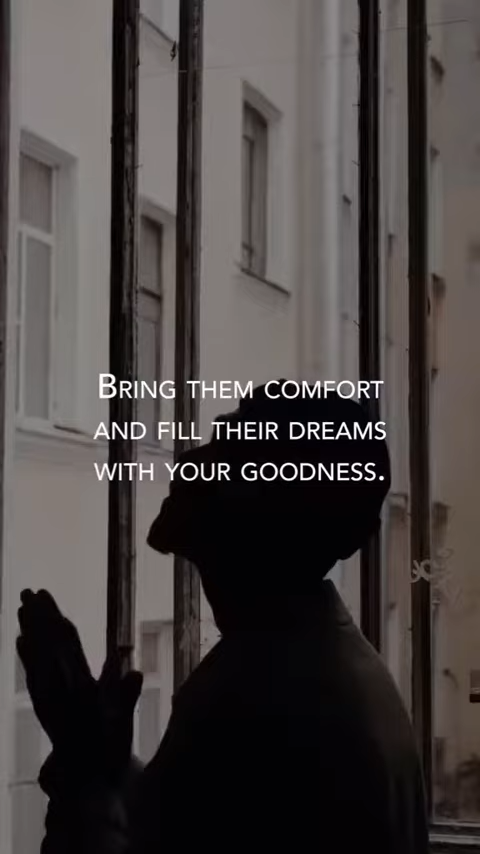 Bring them comfort
and fill their dreams
with your goodness.